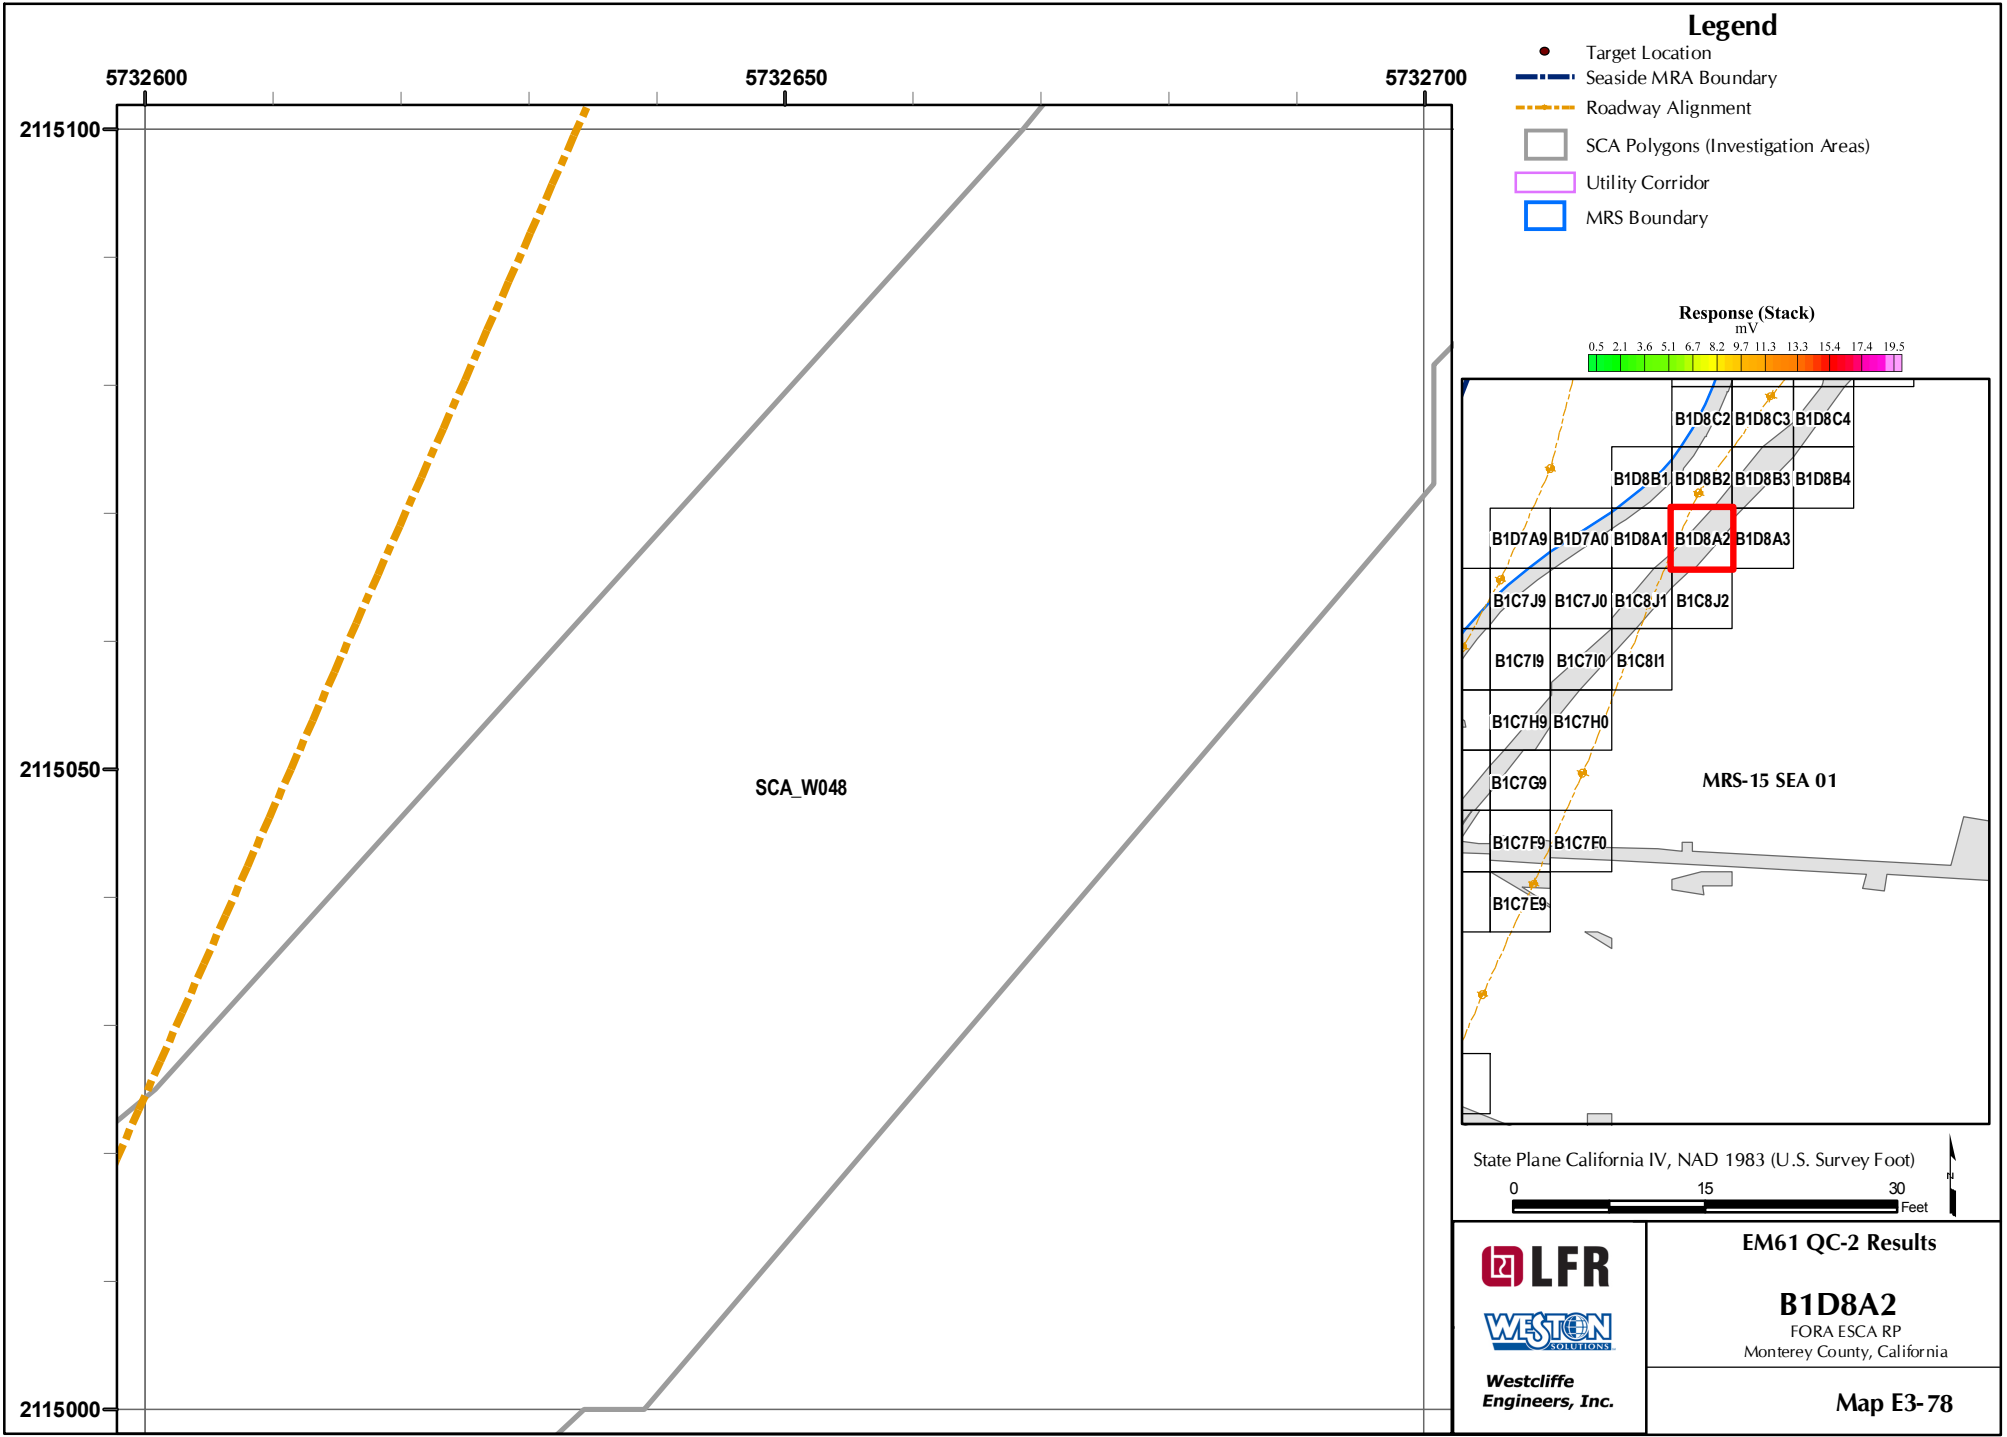 Legend
Target Location
Seaside MRA Boundary
Roadway Alignment
SCA Polygons (Investigation Areas)
Utility Corridor
MRS Boundary
5732600 5732650 5732700
2115100
2115050
2115000
SCA_W048
Response (Stack)
mV
0.5 2.1 3.6 5.1 6.7 8.2 9.7 11.3 13.3 15.4 17.4 19.5
B1D8C2 B1D8C3 B1D8C4
B1D8B1 B1D8B2 B1D8B3 B1D8B4
B1D7A9 B1D7A0 B1D8A1 B1D8A2 B1D8A3
B1C7J9 B1C7J0 B1C8J1 B1C8J2
B1C7I9 B1C7I0 B1C8I1
B1C7H9 B1C7H0
B1C7G9
MRS-15 SEA 01
B1C7F9 B1C7F0
B1C7E9
State Plane California IV, NAD 1983 (U.S. Survey Foot)
0 15 30
Feet
N
LFR
WESTON
SOLUTIONS
Westcliffe
Engineers, Inc.
EM61 QC-2 Results
B1D8A2
FORA ESCA RP
Monterey County, California
Map E3-78